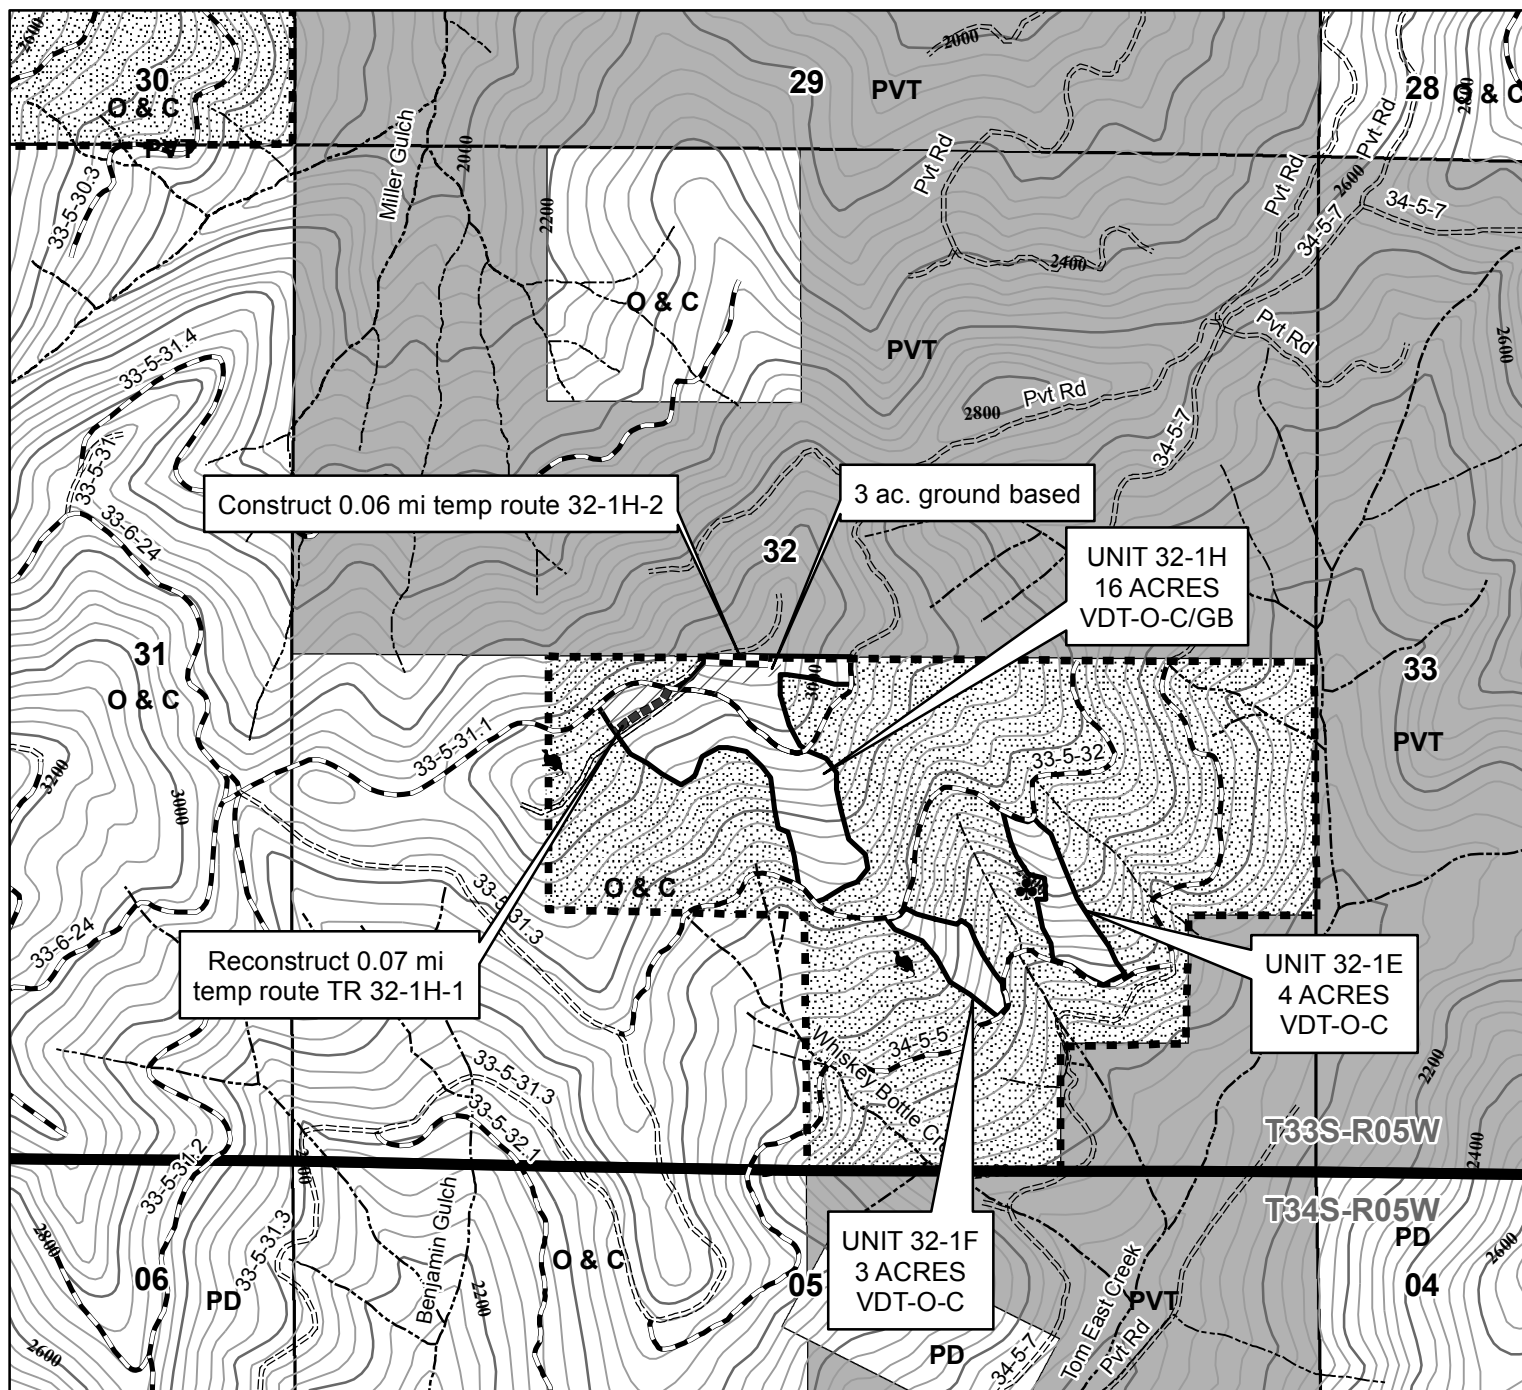 2600
30
O & C
PVT
33-5-30.3
Miller Gulch
2000
2200
29
PVT
2000
Pvt Rd
2400
Pvt Rd
28
O & C
2800
Pvt Rd
2600
34-5-7
34-5-7
O & C
PVT
Pvt Rd
2600
Pvt Rd
2800
34-5-7
33-5-31.4
33-5-31
33-6-24
Construct 0.06 mi temp route 32-1H-2
3 ac. ground based
32
UNIT 32-1H
16 ACRES
VDT-O-C/GB
31
O & C
33
PVT
3000
33-5-31.1
33-5-32
3200
3000
O & C
33-5-31.3
33-6-24
Reconstruct 0.07 mi
temp route TR 32-1H-1
UNIT 32-1E
4 ACRES
VDT-O-C
34-5-5
Whiskey Bottle Cr
33-5-31.3
33-5-32.1
2200
T33S-R05W
2400
33-5-31.2
T34S-R05W
PD
2600
2800
33-5-31.3
06
PD
Benjamin Gulch
2200
O & C
05
UNIT 32-1F
3 ACRES
VDT-O-C
PD
34-5-7
Tom East Creek
PVT
Pvt Rd
04
2600